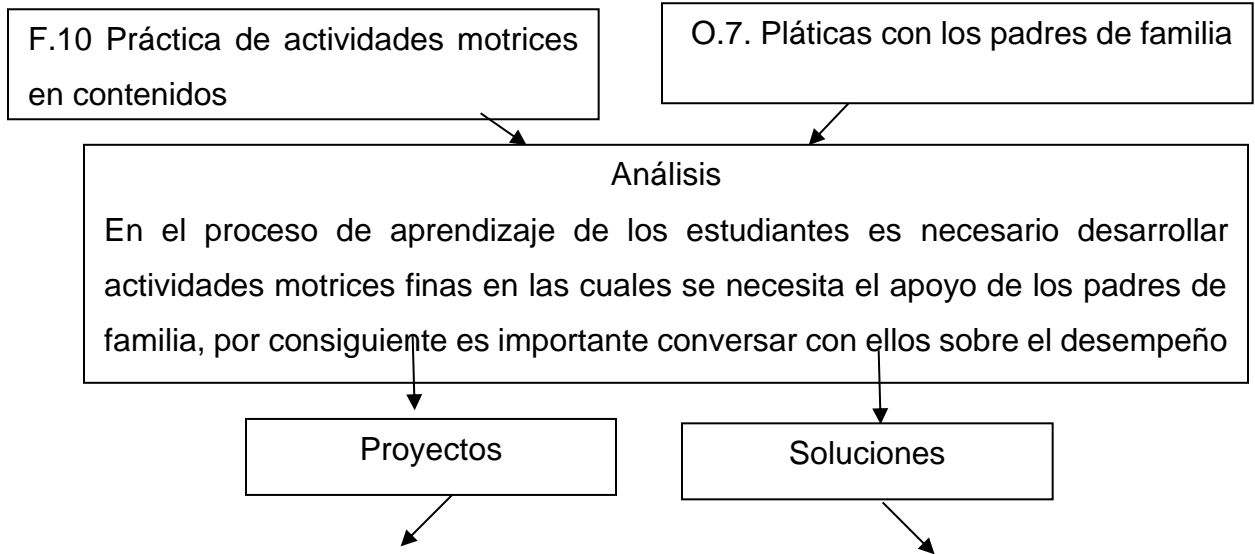 F.10 Práctica de actividades motrices
en contenidos
O.7. Pláticas con los padres de familia
Análisis
En el proceso de aprendizaje de los estudiantes es necesario desarrollar
actividades motrices finas en las cuales se necesita el apoyo de los padres de
familia, por consiguiente es importante conversar con ellos sobre el desempeño
Proyectos
Soluciones